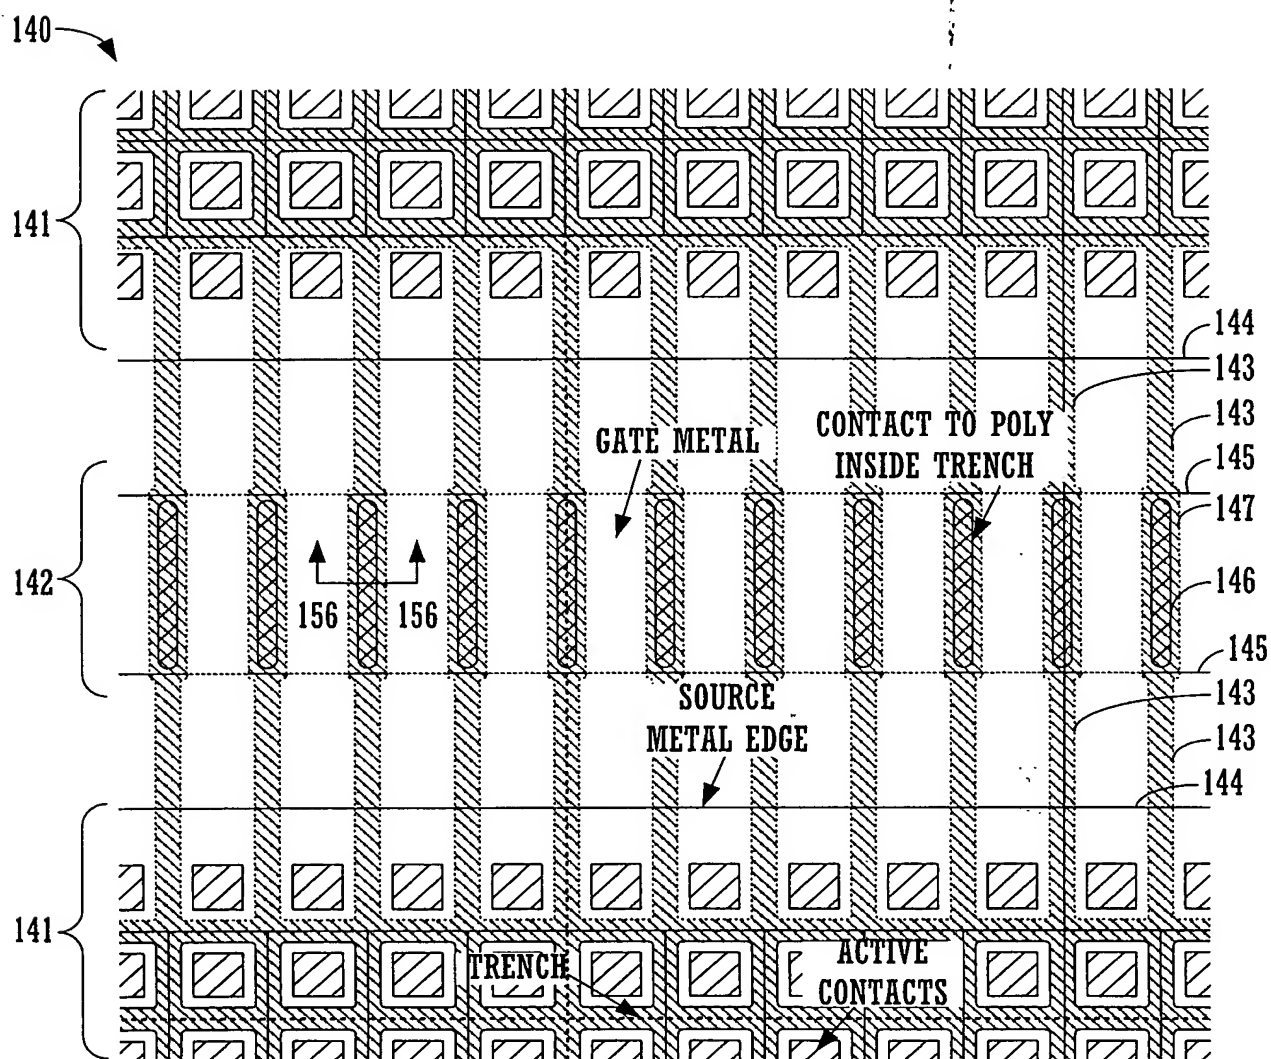 140
141
144
143
143
GATE METAL
CONTACT TO POLY
INSIDE TRENCH
145
147
142
156
156
146
145
SOURCE
METAL EDGE
143
143
144
141
TRENCH
ACTIVE
CONTACTS